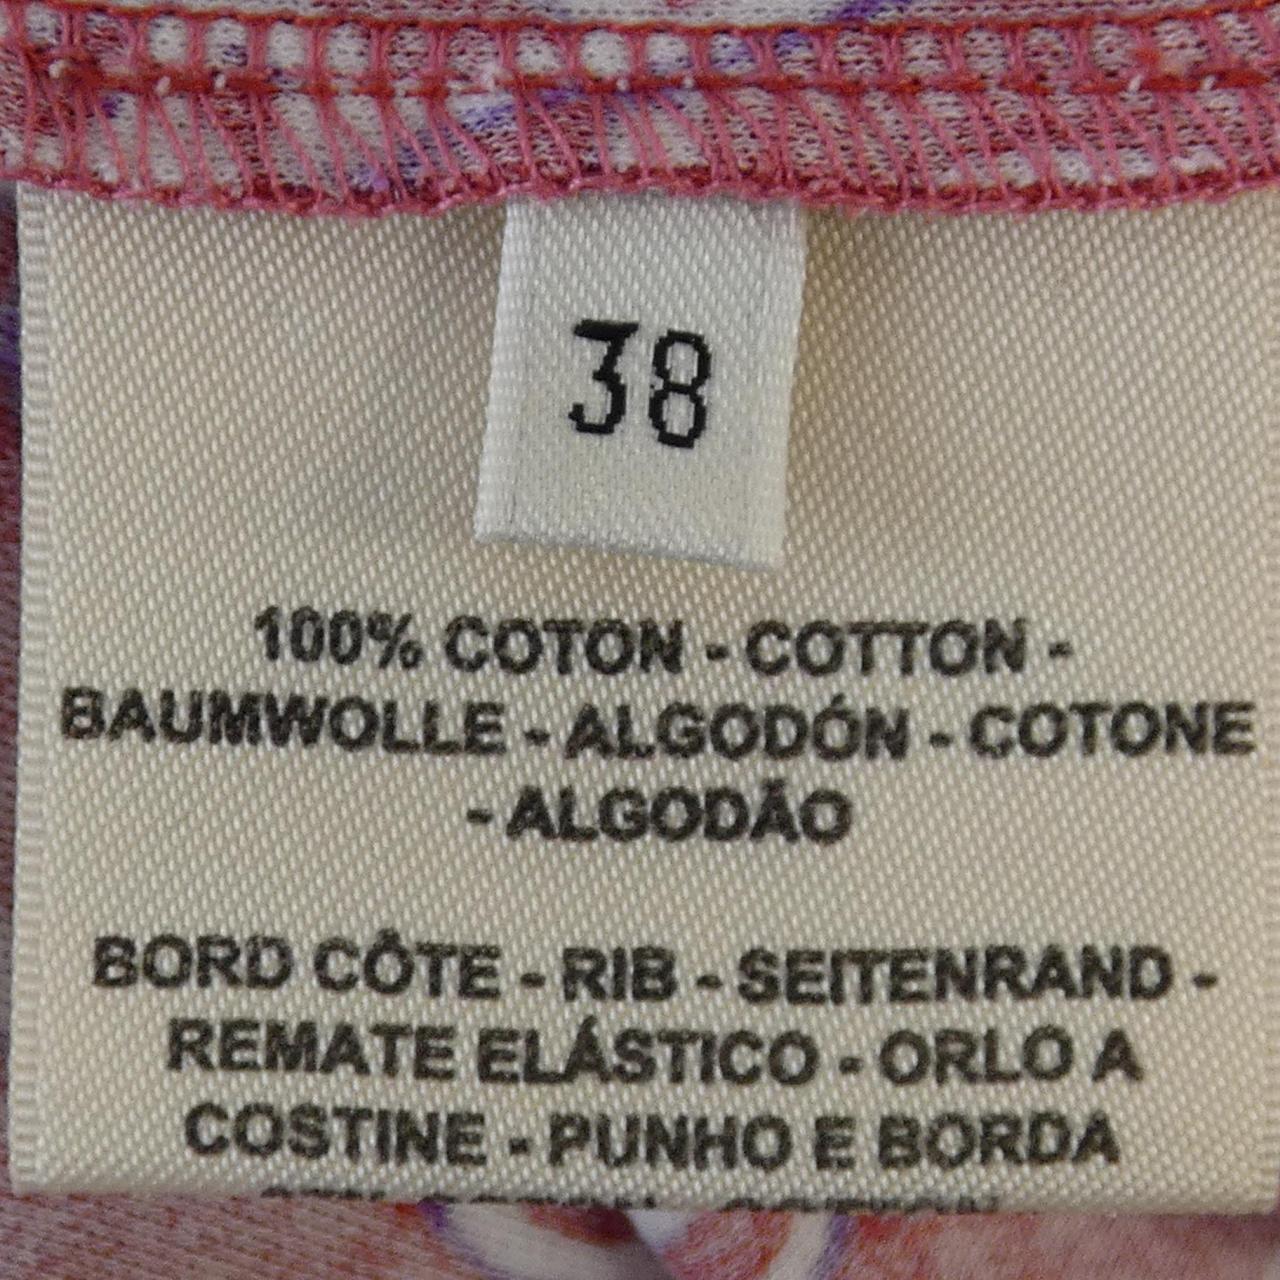 38
100% COTON - COTTON -
BAUMWOLLE - ALGODÓN - COTONE
- ALGODÃO
BORD CÔTE - RIB - SEITENRAND -
REMATE ELÁSTICO - ORLO A
COSTINE - PUNHO E BORDA